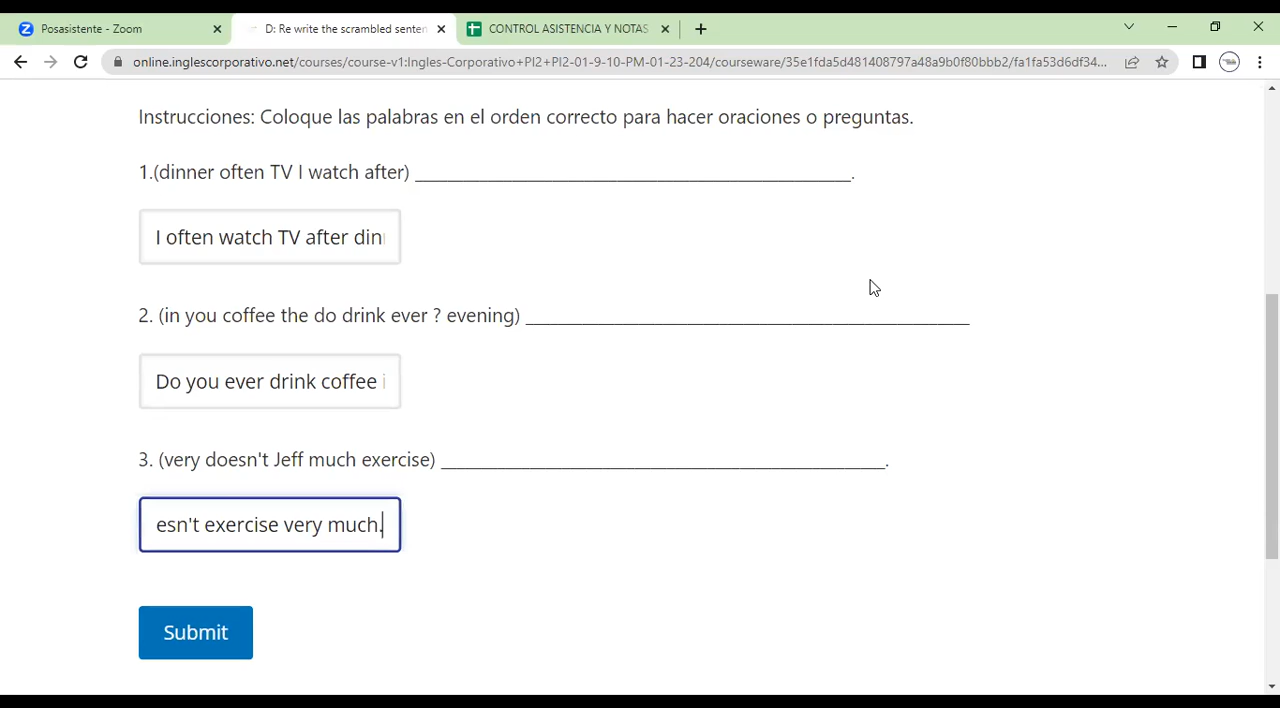 Posasistente - Zoom
D: Re write the scrambled senten
CONTROL ASISTENCIA Y NOTAS
online.inglescorporativo.net/courses/course-v1:Ingles-Corporativo+PI2+PI2-01-9-10-PM-01-23-204/courseware/35e1fda5d481408797a48a9b0f80bbb2/fa1fa53d6df34...
Instrucciones: Coloque las palabras en el orden correcto para hacer oraciones o preguntas.
1.(dinner often TV I watch after) ________________________________________.
I often watch TV after din
2. (in you coffee the do drink ever ? evening) ________________________________________
Do you ever drink coffee i
3. (very doesn't Jeff much exercise) ________________________________________.
esn't exercise very much.
Submit